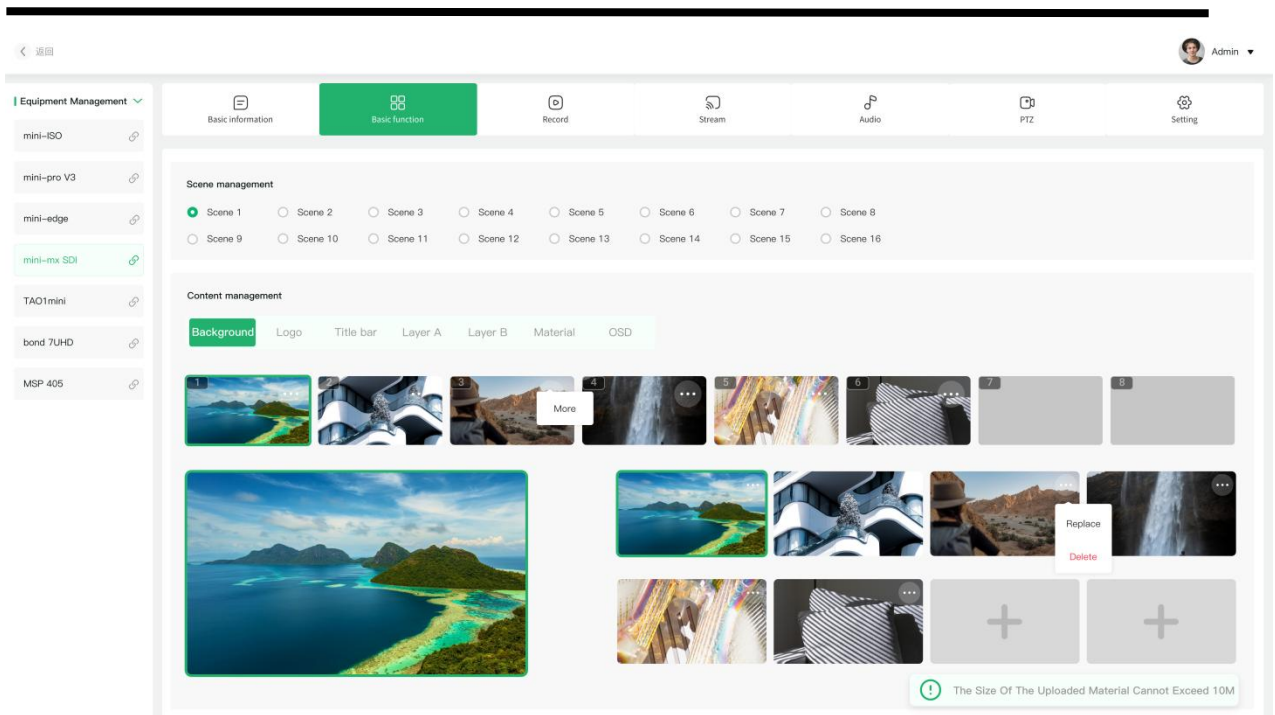 返回
Admin
Equipment Management
mini-ISO
mini-pro V3
mini-edge
mini-mx SDI
TAO1mini
bond 7UHD
MSP 405
Basic information
Basic function
Record
Stream
Audio
PTZ
Setting
Scene management
Scene 1 Scene 2 Scene 3 Scene 4 Scene 5 Scene 6 Scene 7 Scene 8
Scene 9 Scene 10 Scene 11 Scene 12 Scene 13 Scene 14 Scene 15 Scene 16
Content management
Background Logo Title bar Layer A Layer B Material OSD
1 2 3 4 5 6 7 8
More
Replace
Delete
The Size Of The Uploaded Material Cannot Exceed 10M